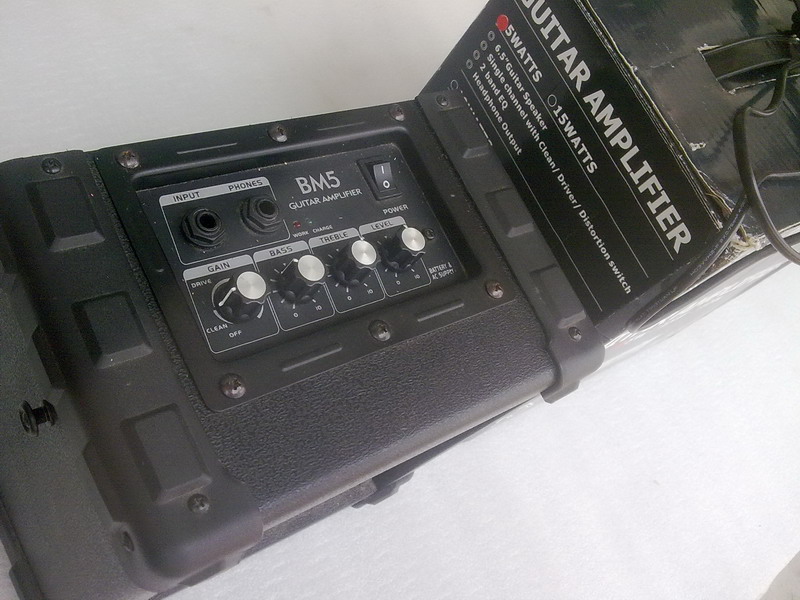 INPUT
PHONES
BM5
GUITAR AMPLIFIER
I
O
POWER
WORK CHARGE
GAIN
BASS
TREBLE
LEVEL
DRIVE
CLEAN
OFF
0 10
0 10
0 10
BATTERY &
AC SUPPLY
GUITAR AMPLIFIER
5WATTS
15WATTS
6.5" Guitar Speaker
Single channel with Clean/ Driver/ Distortion switch
2 band EQ
Headphone Output